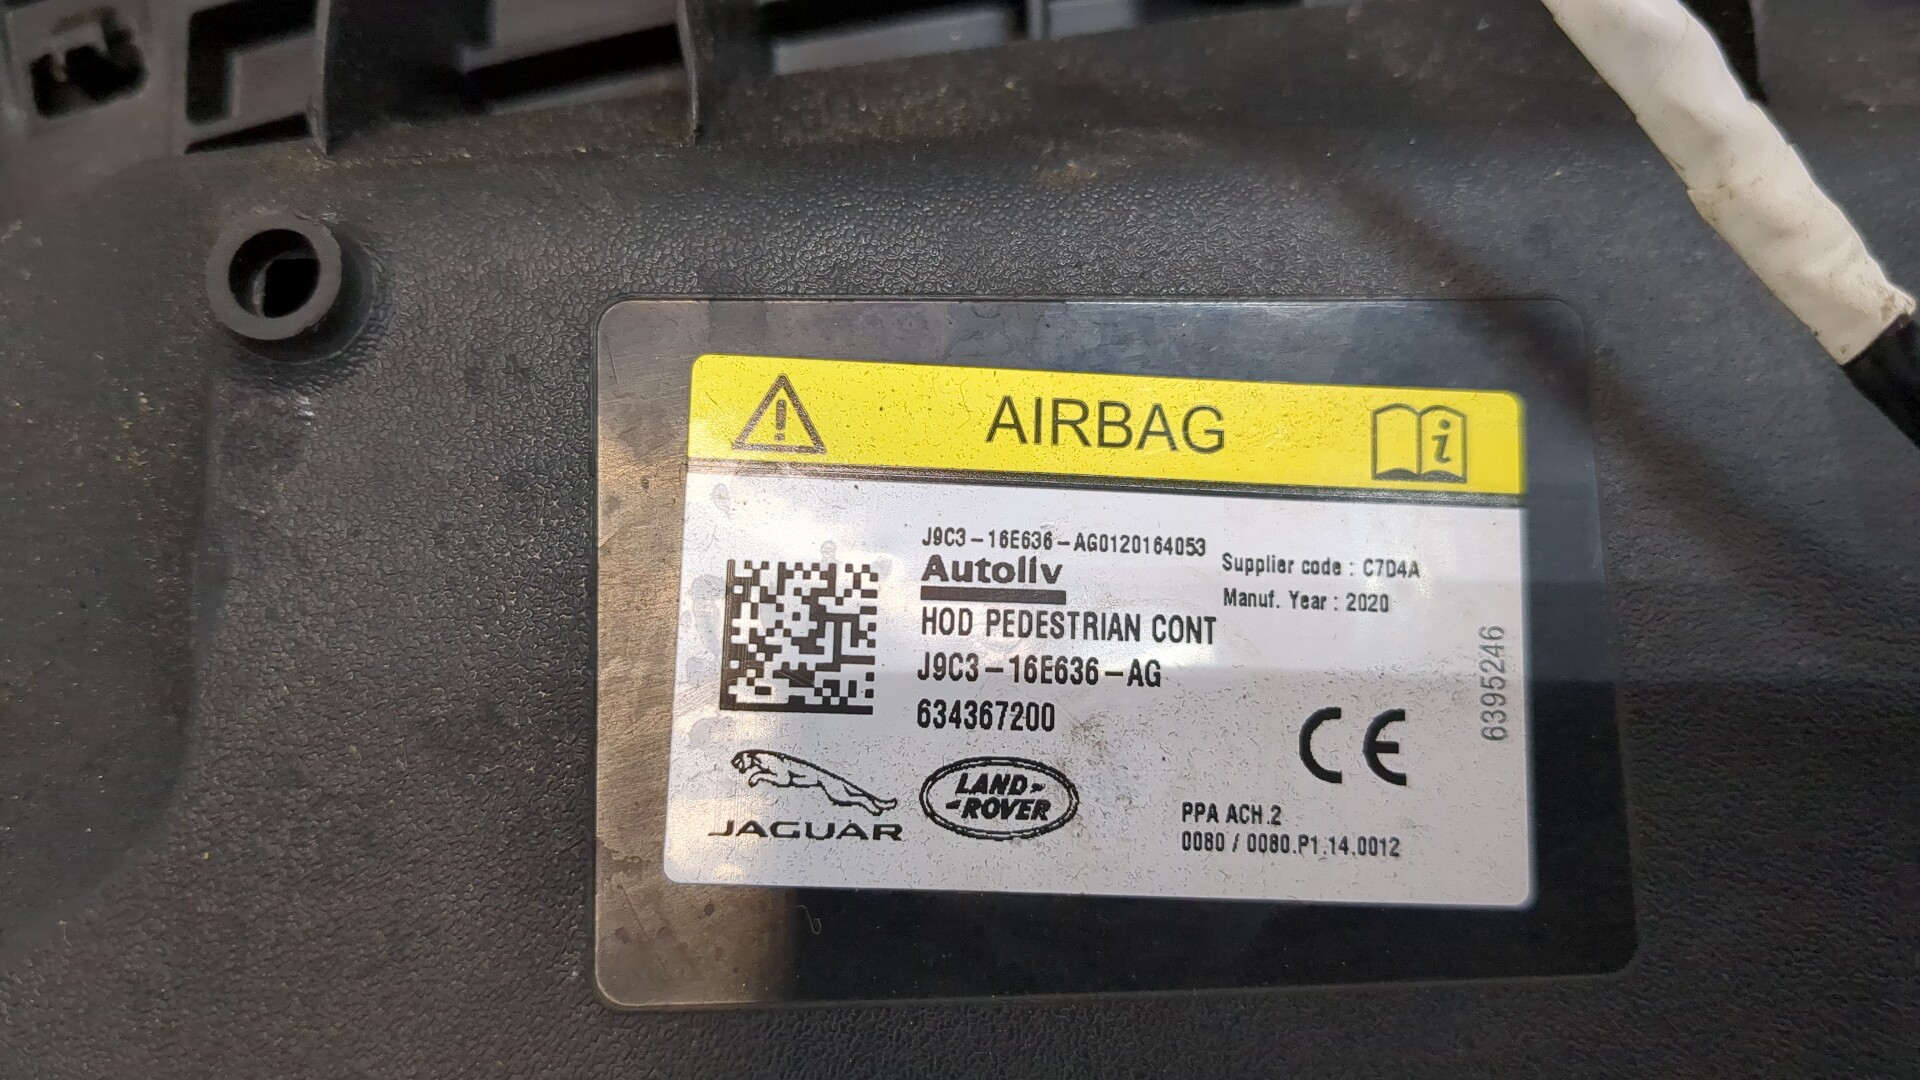 AIRBAG
J9C3-16E636-AG0120164053
Autoliv
Supplier code : C7D4A
Manuf. Year : 2020
HOD PEDESTRIAN CONT
J9C3-16E636-AG
634367200
6395246
CE
JAGUAR
LAND-
-ROVER
PPA ACH.2
0080 / 0080.P1.14.0012